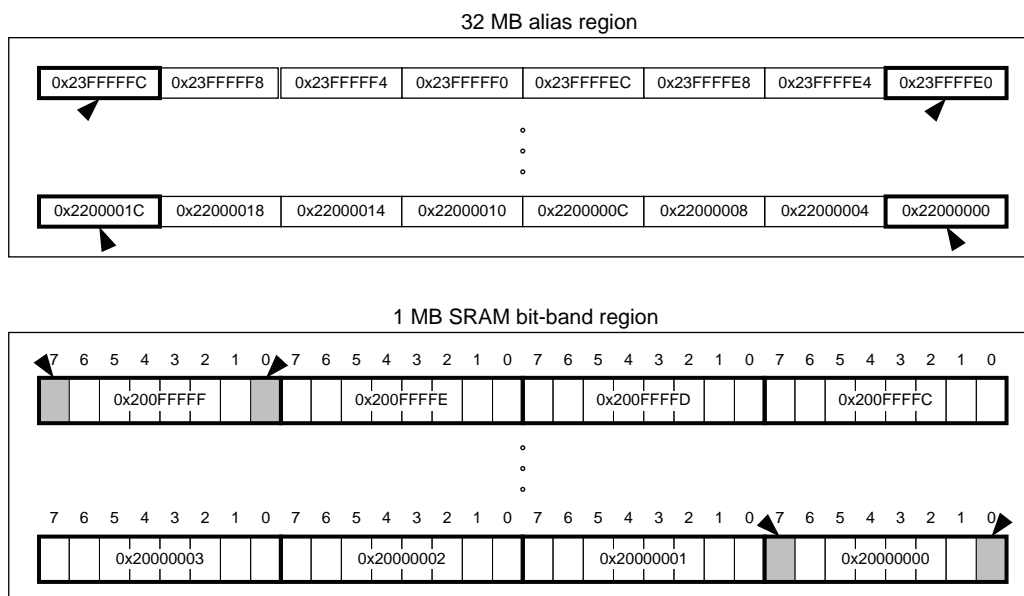 32 MB alias region
0x23FFFFFC 0x23FFFFF8 0x23FFFFF4 0x23FFFFF0 0x23FFFFEC 0x23FFFFE8 0x23FFFFE4 0x23FFFFE0
0x2200001C 0x22000018 0x22000014 0x22000010 0x2200000C 0x22000008 0x22000004 0x22000000
1 MB SRAM bit-band region
7 6 5 4 3 2 1 0 7 6 5 4 3 2 1 0 7 6 5 4 3 2 1 0 7 6 5 4 3 2 1 0
0x200FFFFF 0x200FFFFE 0x200FFFFD 0x200FFFFC
7 6 5 4 3 2 1 0 7 6 5 4 3 2 1 0 7 6 5 4 3 2 1 0 7 6 5 4 3 2 1 0
0x20000003 0x20000002 0x20000001 0x20000000